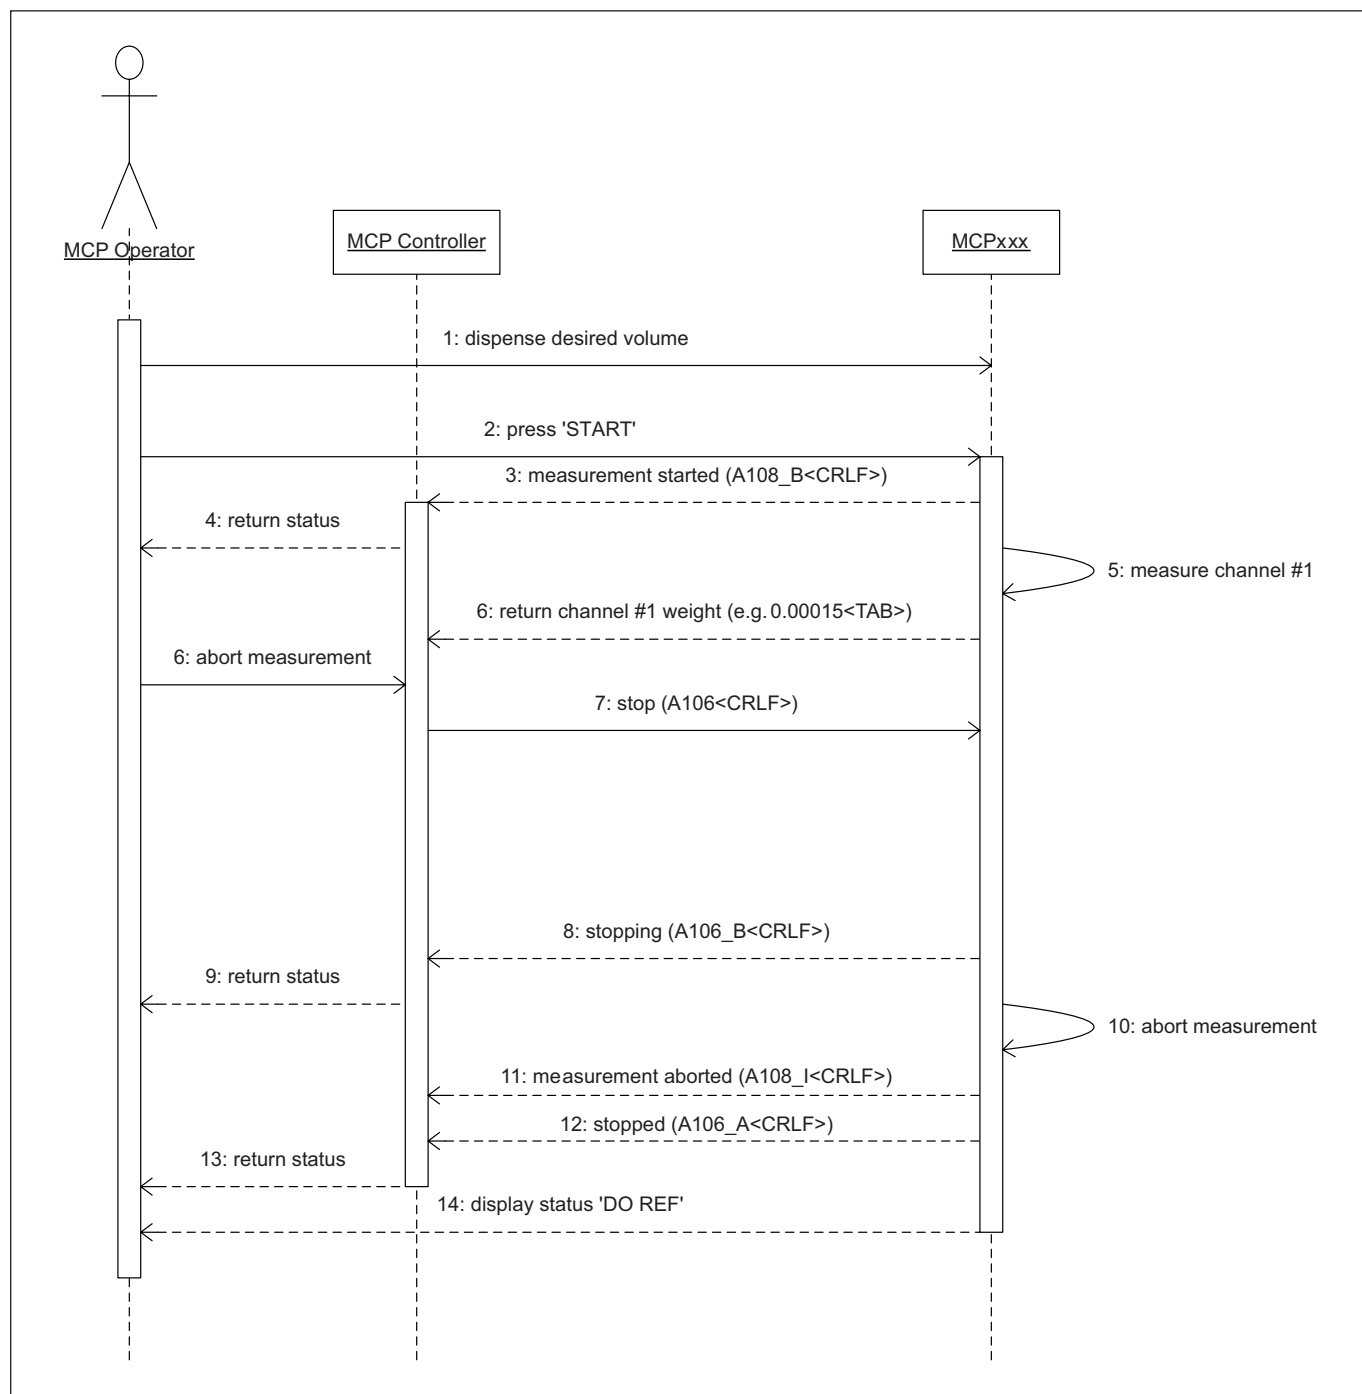 MCP Operator
MCP Controller
MCPxxx
1: dispense desired volume
2: press 'START'
3: measurement started (A108_B<CRLF>)
4: return status
5: measure channel #1
6: return channel #1 weight (e.g. 0.00015<TAB>)
6: abort measurement
7: stop (A106<CRLF>)
8: stopping (A106_B<CRLF>)
9: return status
10: abort measurement
11: measurement aborted (A108_I<CRLF>)
12: stopped (A106_A<CRLF>)
13: return status
14: display status 'DO REF'